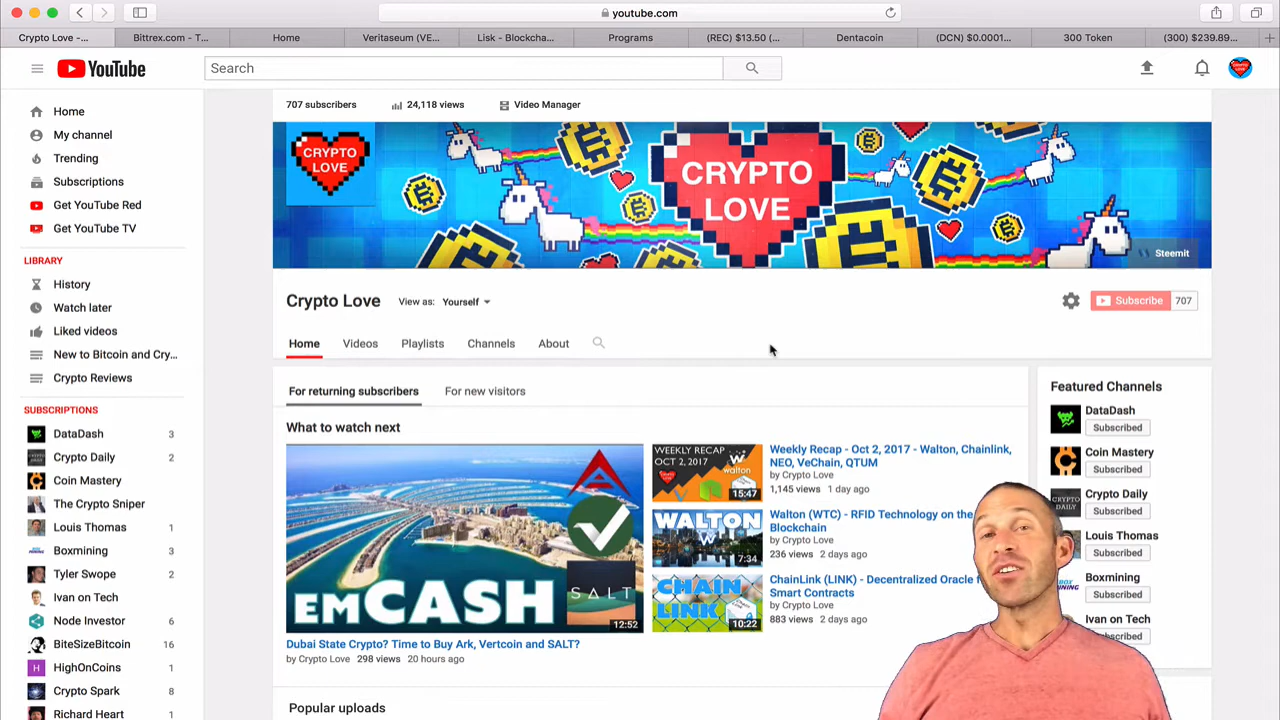 youtube.com
Crypto Love -...
Bittrex.com - T...
Home
Veritaseum (VE...
Lisk - Blockcha...
Programs
(REC) $13.50 (...
Dentacoin
(DCN) $0.0001...
300 Token
(300) $239.89...
YouTube
Search
CRYPTO
LOVE
Home
My channel
Trending
Subscriptions
Get YouTube Red
Get YouTube TV
LIBRARY
History
Watch later
Liked videos
New to Bitcoin and Cry...
Crypto Reviews
SUBSCRIPTIONS
DataDash 3
Crypto Daily 2
Coin Mastery
The Crypto Sniper
Louis Thomas 1
Boxmining 3
Tyler Swope 2
Ivan on Tech
Node Investor 6
BiteSizeBitcoin 16
H HighOnCoins 1
Crypto Spark 8
Richard Heart 1
707 subscribers
24,118 views
Video Manager
CRYPTO
LOVE
CRYPTO
LOVE
Steemit
Crypto Love
View as: Yourself
Subscribe 707
Home
Videos
Playlists
Channels
About
For returning subscribers
For new visitors
What to watch next
EMCASH
SALT
12:52
Dubai State Crypto? Time to Buy Ark, Vertcoin and SALT?
by Crypto Love 298 views 20 hours ago
WEEKLY RECAP
OCT 2, 2017
walton
15:47
Weekly Recap - Oct 2, 2017 - Walton, Chainlink,
NEO, VeChain, QTUM
by Crypto Love
1,145 views 1 day ago
WALTON
7:34
Walton (WTC) - RFID Technology on the
Blockchain
by Crypto Love
236 views 2 days ago
CHAIN
LINK
10:22
ChainLink (LINK) - Decentralized Oracle
Smart Contracts
by Crypto Love
883 views 2 days ago
Popular uploads
Featured Channels
DataDash
Subscribed
Coin Mastery
Subscribed
CRYPTO
DAILY
Crypto Daily
Subscribed
Louis Thomas
Subscribed
Boxmining
Subscribed
Ivan on Tech